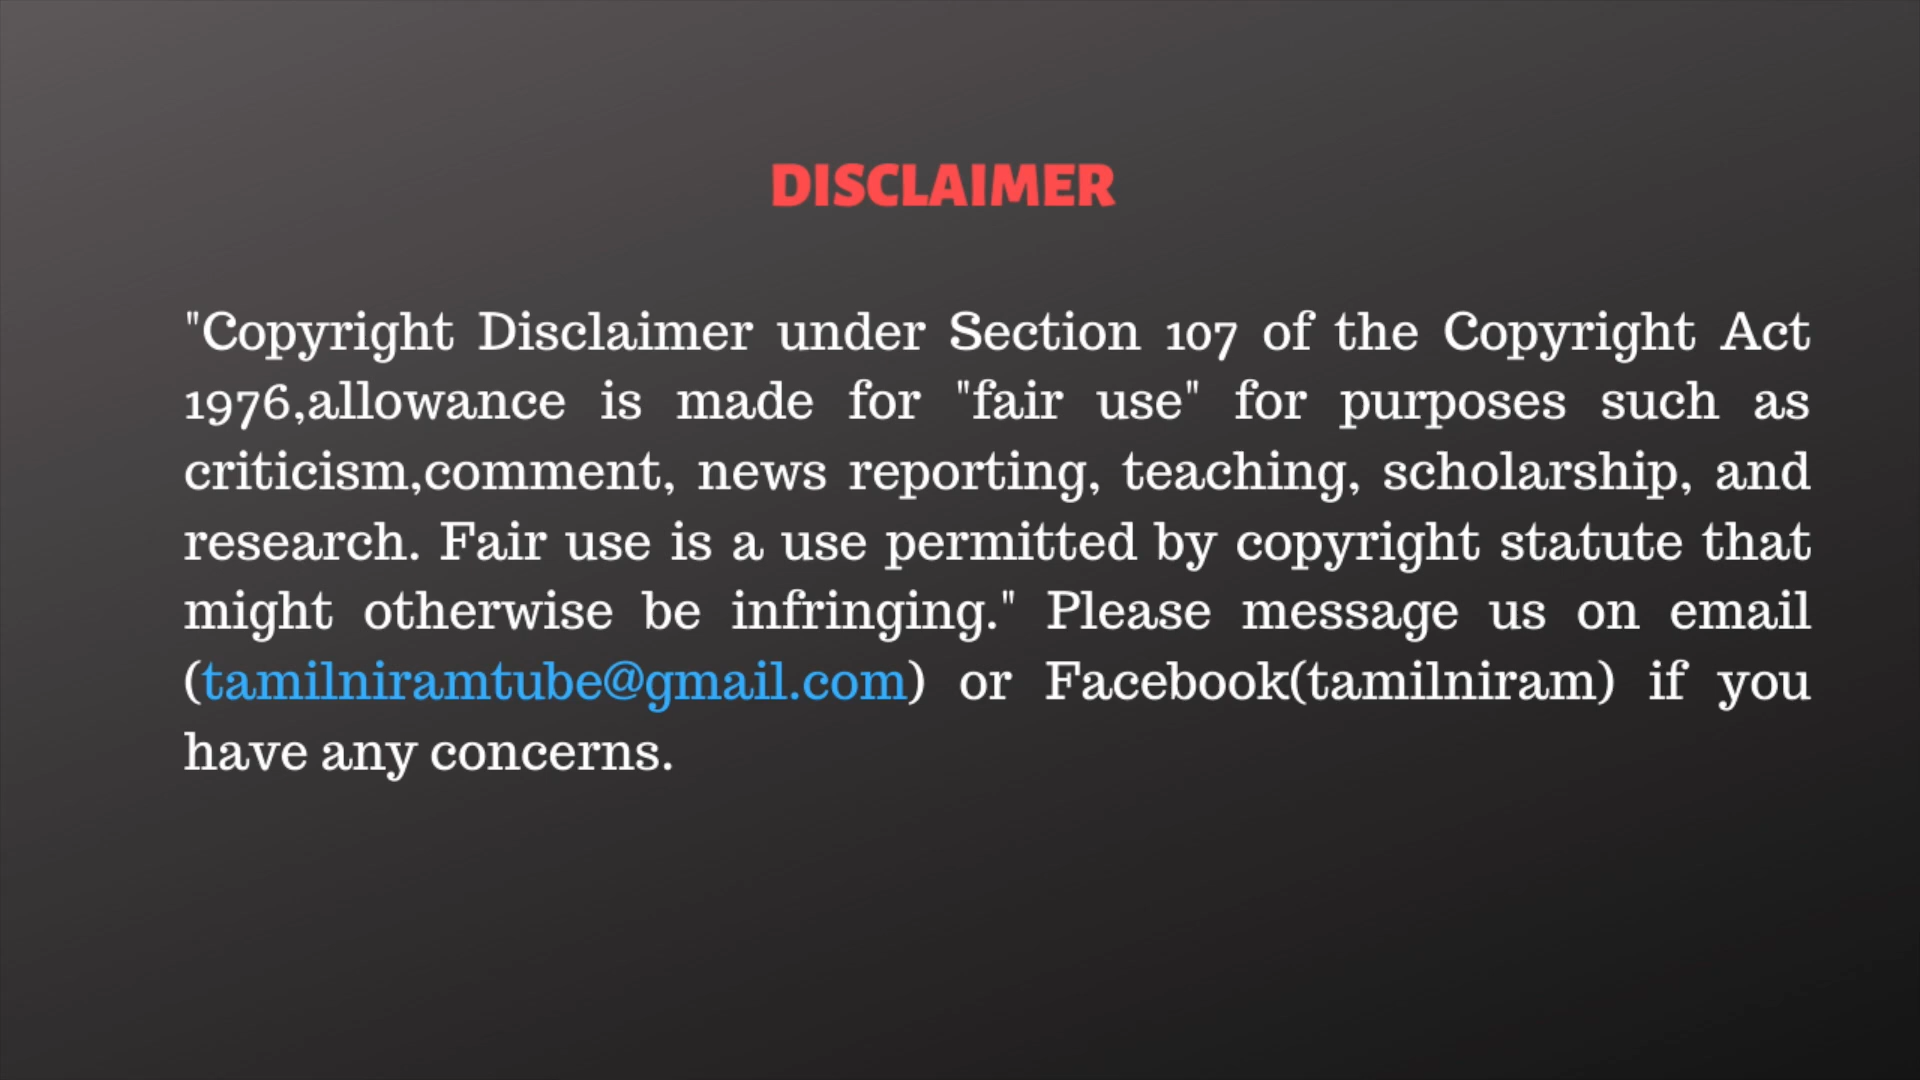 DISCLAIMER
"Copyright Disclaimer under Section 107 of the Copyright Act
1976,allowance is made for "fair use" for purposes such as
criticism,comment, news reporting, teaching, scholarship, and
research. Fair use is a use permitted by copyright statute that
might otherwise be infringing." Please message us on email
(tamilniramtube@gmail.com) or Facebook(tamilniram) if you
have any concerns.